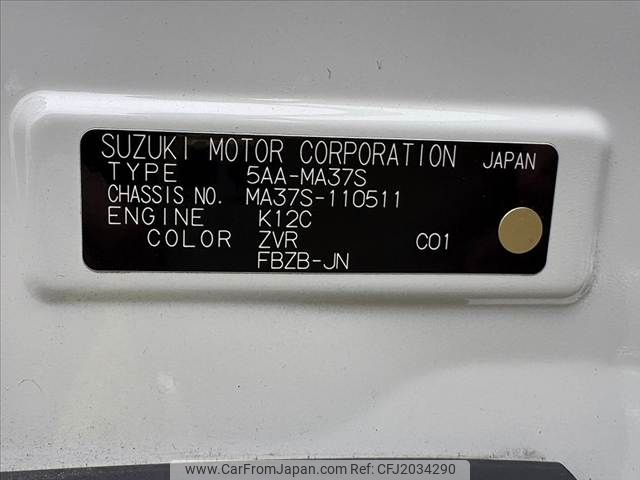 SUZUKI MOTOR CORPORATION JAPAN
TYPE 5AA-MA37S
CHASSIS NO. MA37S-110511
ENGINE K12C
COLOR ZVR C01
FBZB-JN
www.CarFromJapan.com CFJ2034290